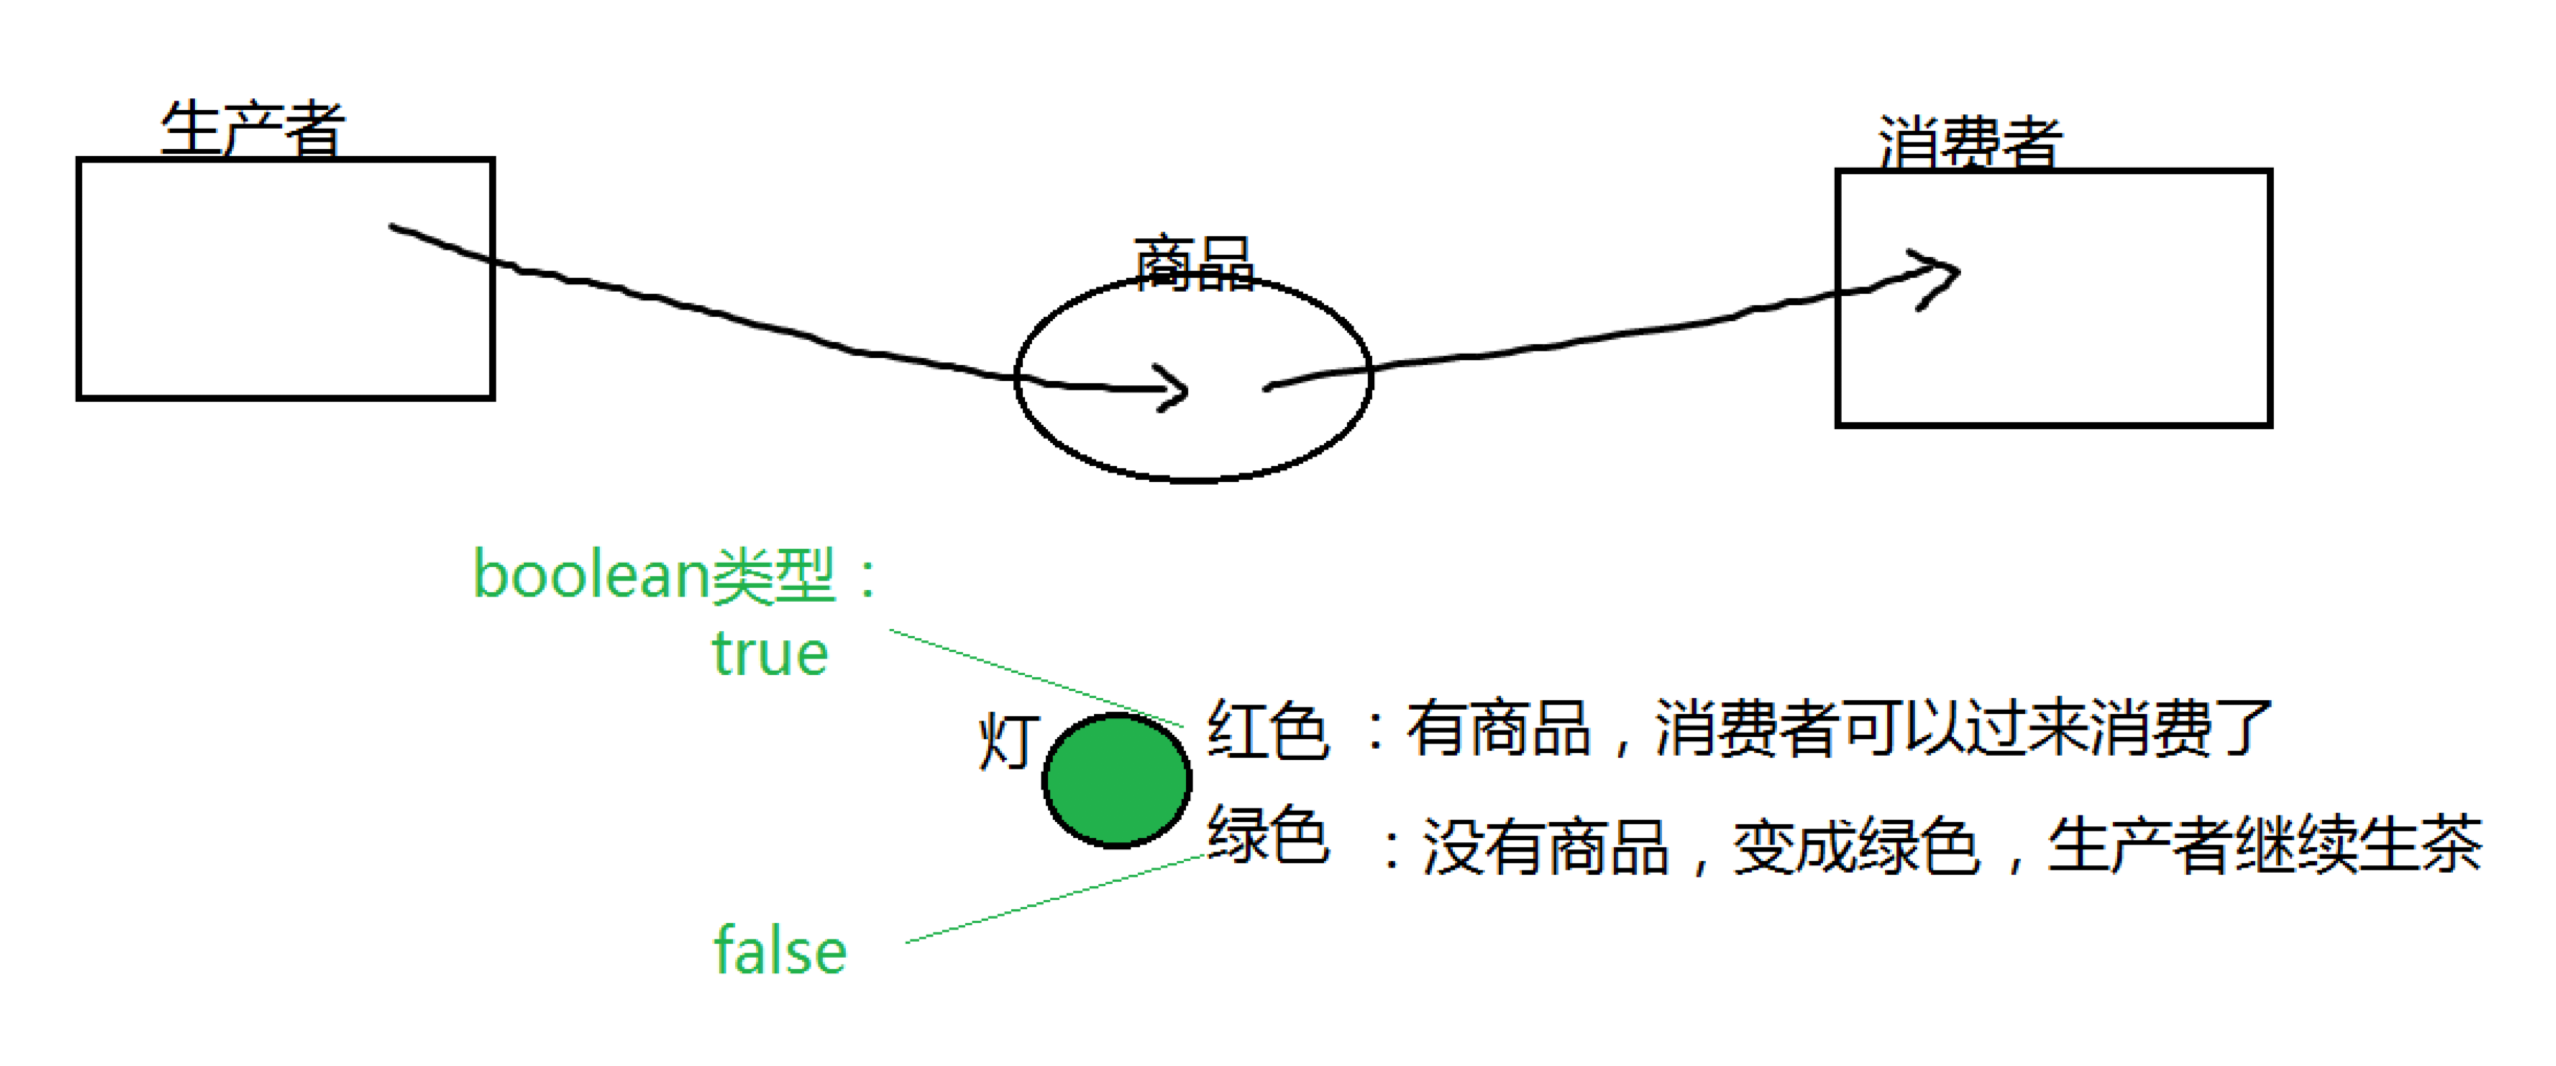 生产者
消费者
商品
boolean类型：
true
灯
红色 ：有商品，消费者可以过来消费了
绿色 ：没有商品，变成绿色，生产者继续生茶
false